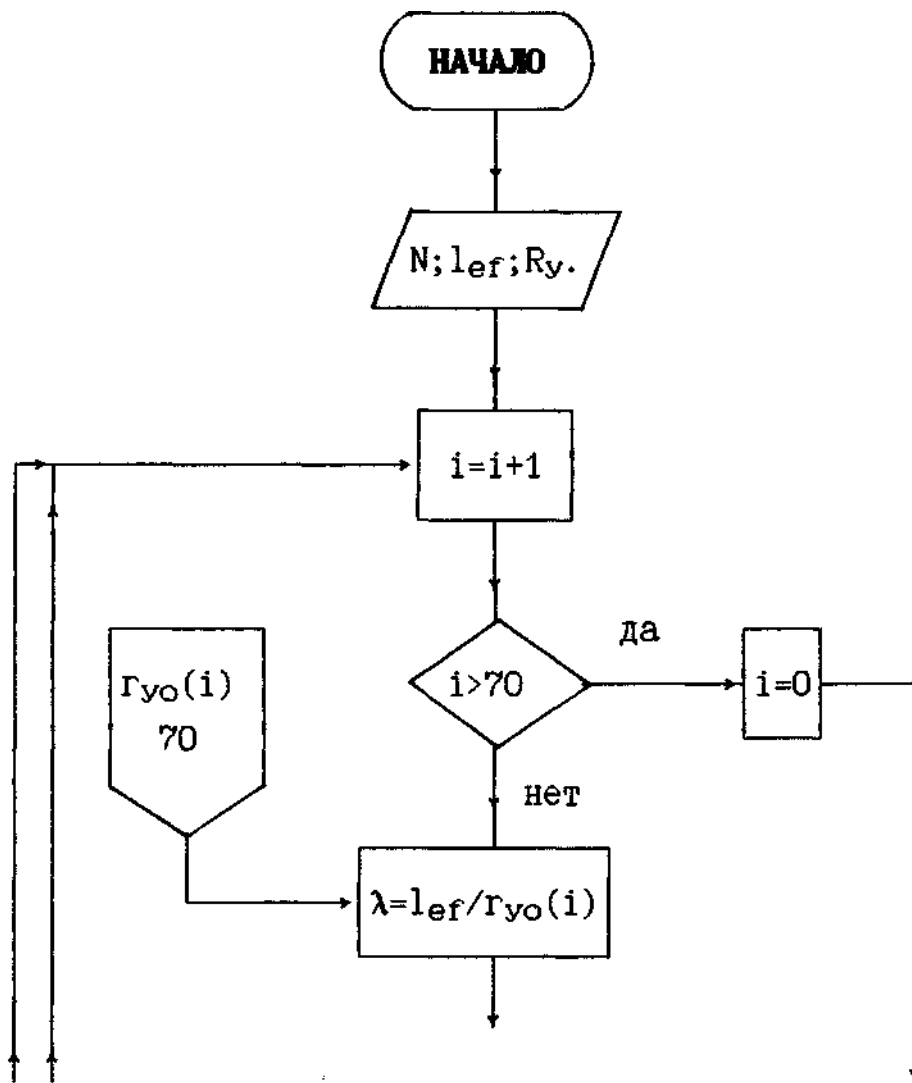 НАЧАЛО
N;lef;Ry.
i=i+1
да
i>70
i=0
ryo(i)
70
нет
λ=lef/ryo(i)